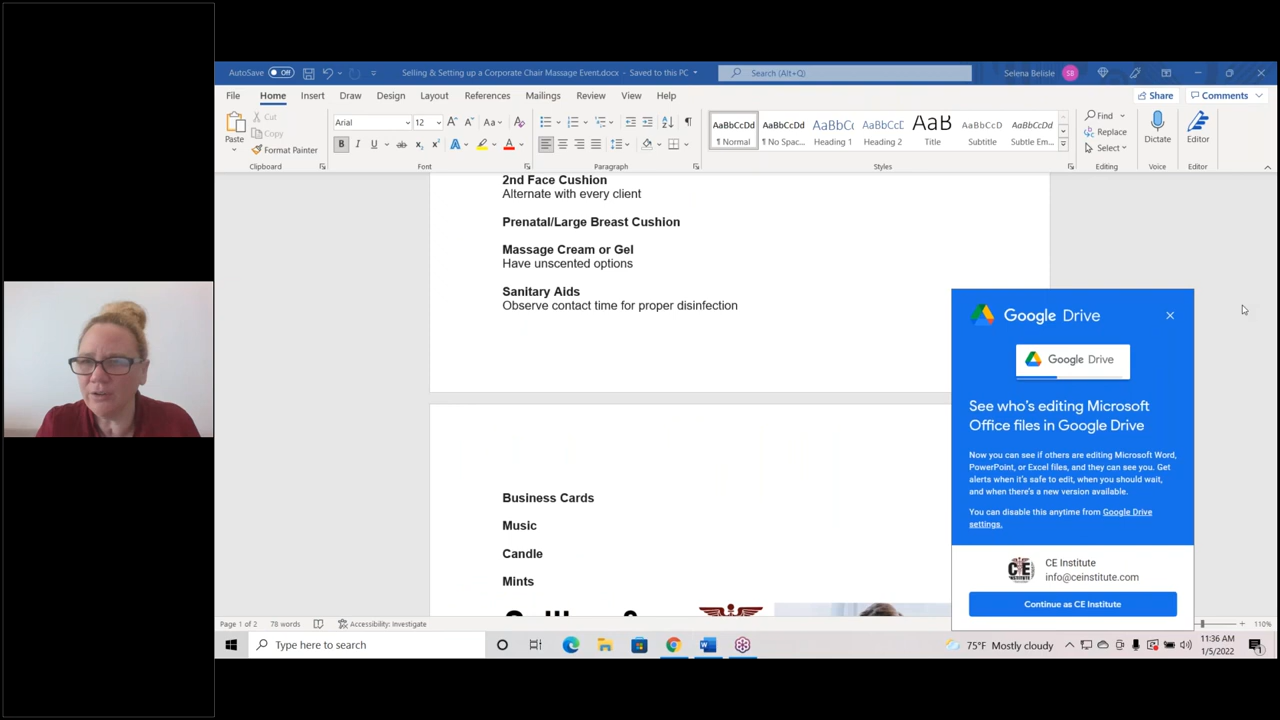 AutoSave Off
Selling & Setting up a Corporate Chair Massage Event.docx - Saved to this PC
Search (Alt+Q)
Selena Belisle SB
File Home Insert Draw Design Layout References Mailings Review View Help
Share Comments
Paste
Cut
Copy
Format Painter
Clipboard
Arial 12
Font
Paragraph
AaBbCcDd AaBbCcDd AaBbCc AaBbCcD AaB AaBbCcD AaBbCcDd
¶ Normal ¶ No Spac... Heading 1 Heading 2 Title Subtitle Subtle Em...
Styles
Find
Replace
Select
Editing
Dictate
Voice
Editor
Editor
2nd Face Cushion
Alternate with every client
Prenatal/Large Breast Cushion
Massage Cream or Gel
Have unscented options
Sanitary Aids
Observe contact time for proper disinfection
Business Cards
Music
Candle
Mints
Google Drive
Google Drive
See who's editing Microsoft
Office files in Google Drive
Now you can see if others are editing Microsoft Word,
PowerPoint, or Excel files, and they can see you. Get
alerts when it's safe to edit, when you should wait,
and when there's a new version available.
You can disable this anytime from Google Drive
settings.
CE Institute
info@ceinstitute.com
Continue as CE Institute
Page 1 of 2 78 words Accessibility: Investigate
110%
Type here to search
75°F Mostly cloudy
11:36 AM
1/5/2022